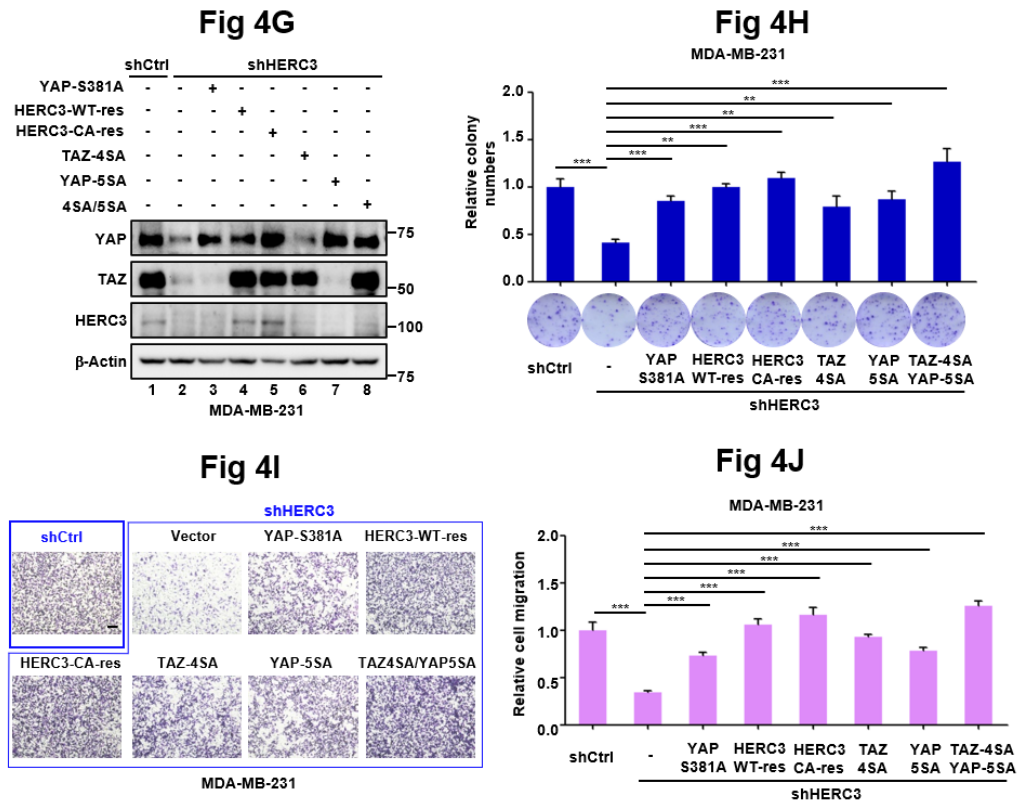 Fig 4G
shCtrl shHERC3
YAP-S381A - - + - - - - -
HERC3-WT-res - - - + - - - -
HERC3-CA-res - - - - + - - -
TAZ-4SA - - - - - + - -
YAP-5SA - - - - - - + -
4SA/5SA - - - - - - - +
YAP 75
TAZ 50
HERC3 100
β-Actin 75
1 2 3 4 5 6 7 8
MDA-MB-231
Fig 4H
MDA-MB-231
Relative colony
numbers
2.0
1.5
1.0
0.5
0.0
***
**
**
***
**
***
***
shCtrl - YAP S381A HERC3 WT-res HERC3 CA-res TAZ 4SA YAP 5SA TAZ-4SA YAP-5SA
shHERC3
Fig 4I
shHERC3
shCtrl Vector YAP-S381A HERC3-WT-res
HERC3-CA-res TAZ-4SA YAP-5SA TAZ4SA/YAP5SA
MDA-MB-231
Fig 4J
MDA-MB-231
Relative cell migration
2.0
1.5
1.0
0.5
0.0
***
***
***
***
***
***
***
shCtrl - YAP S381A HERC3 WT-res HERC3 CA-res TAZ 4SA YAP 5SA TAZ-4SA YAP-5SA
shHERC3